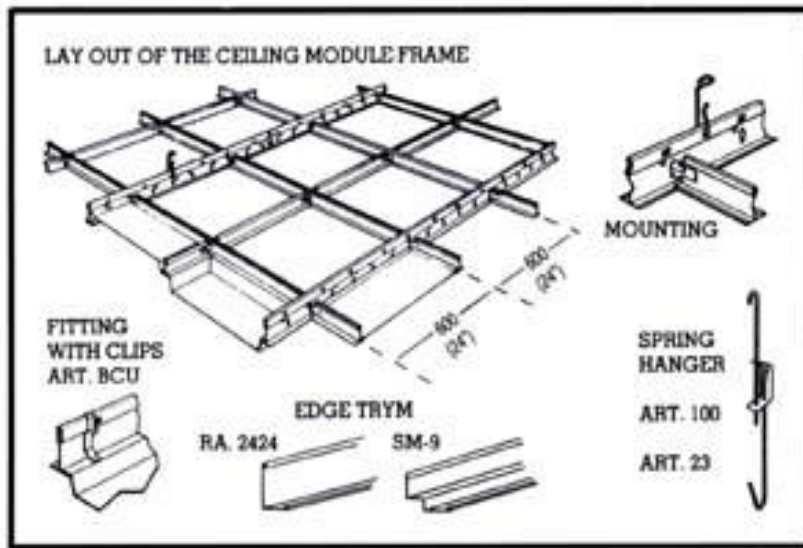 LAY OUT OF THE CEILING MODULE FRAME
MOUNTING
600
(24")
600
(24")
FITTING
WITH CLIPS
ART. BCU
EDGE TRYM
RA. 2424
SM-9
SPRING
HANGER
ART. 100
ART. 23